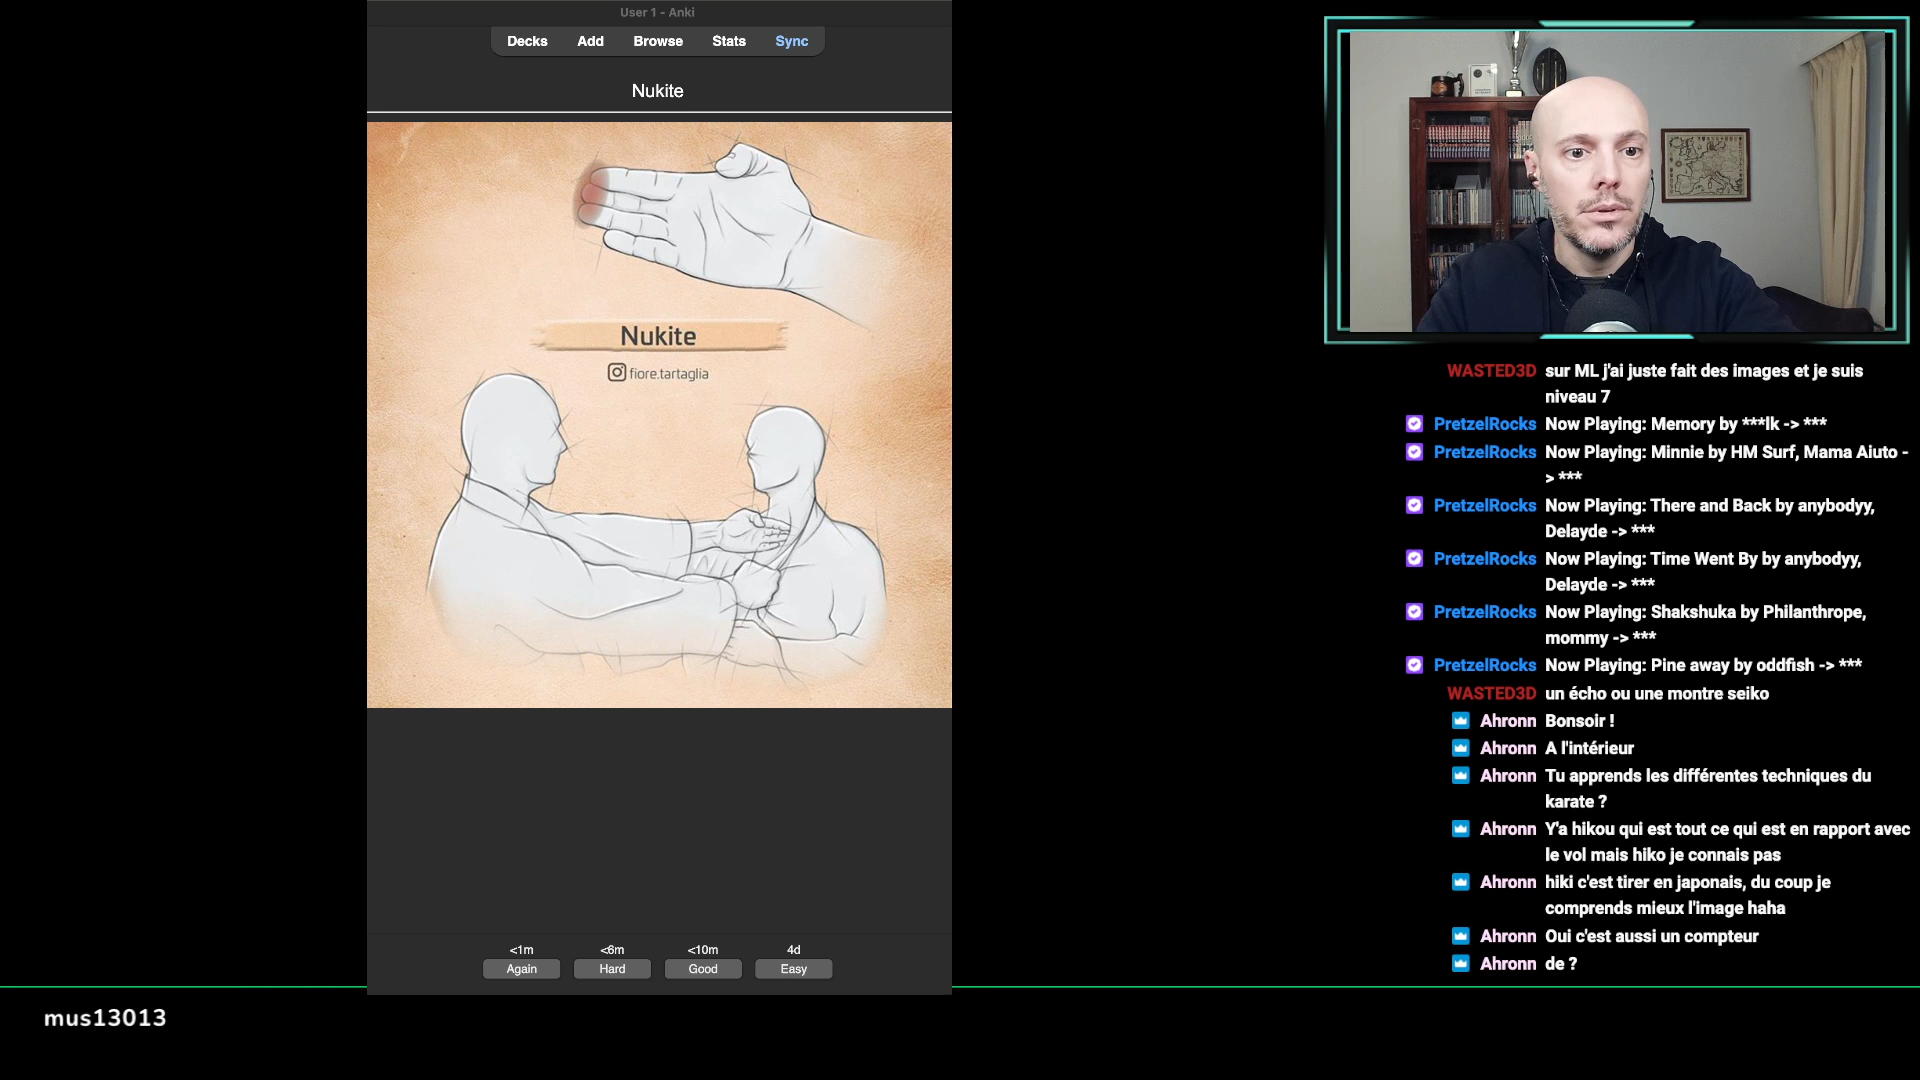 User 1 - Anki
Decks Add Browse Stats Sync
Nukite
Nukite
fiore.tartaglia
<1m <6m <10m 4d
Again Hard Good Easy
mus13013
WASTED3D sur ML j'ai juste fait des images et je suis
niveau 7
PretzelRocks Now Playing: Memory by ***lk -> ***
PretzelRocks Now Playing: Minnie by HM Surf, Mama Aiuto -
> ***
PretzelRocks Now Playing: There and Back by anybodyy,
Delayde -> ***
PretzelRocks Now Playing: Time Went By by anybodyy,
Delayde -> ***
PretzelRocks Now Playing: Shakshuka by Philanthrope,
mommy -> ***
PretzelRocks Now Playing: Pine away by oddfish -> ***
WASTED3D un écho ou une montre seiko
Ahronn Bonsoir !
Ahronn A l'intérieur
Ahronn Tu apprends les différentes techniques du
karate ?
Ahronn Y'a hikou qui est tout ce qui est en rapport avec
le vol mais hiko je connais pas
Ahronn hiki c'est tirer en japonais, du coup je
comprends mieux l'image haha
Ahronn Oui c'est aussi un compteur
Ahronn de ?